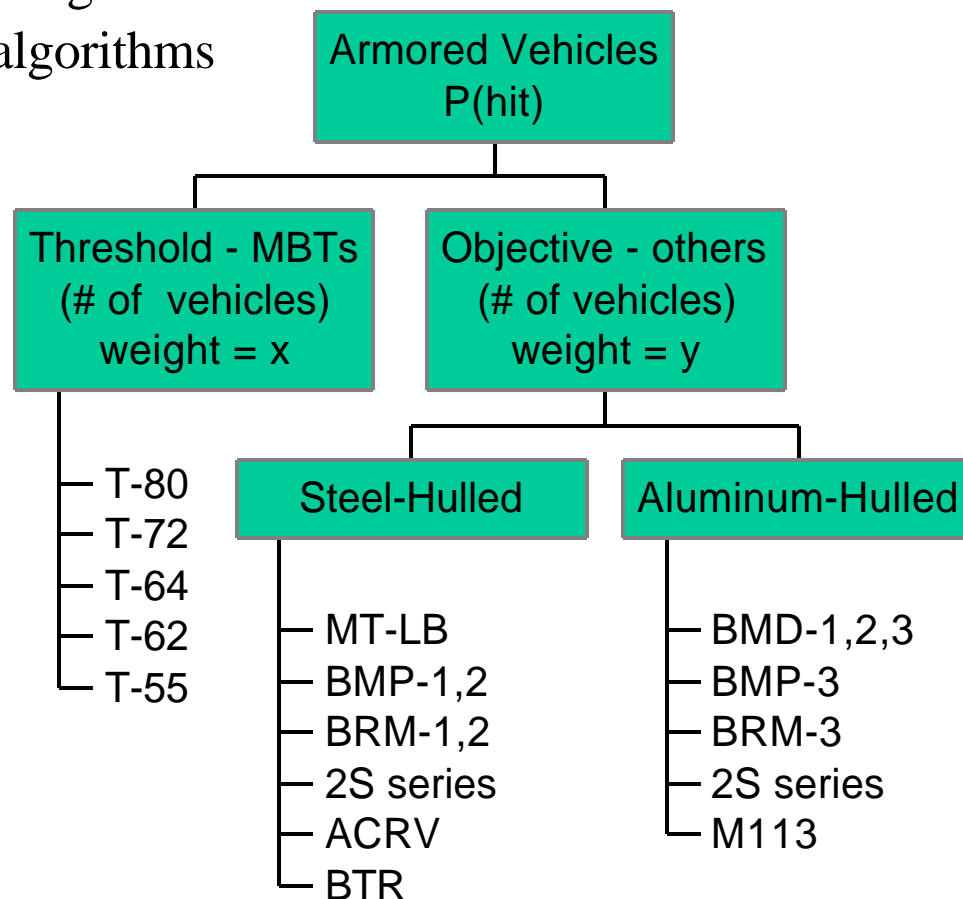 algorithms
Armored Vehicles
P(hit)
Threshold - MBTs
(# of vehicles)
weight = x
Objective - others
(# of vehicles)
weight = y
T-80
T-72
T-64
T-62
T-55
Steel-Hulled
MT-LB
BMP-1,2
BRM-1,2
2S series
ACRV
BTR
Aluminum-Hulled
BMD-1,2,3
BMP-3
BRM-3
2S series
M113